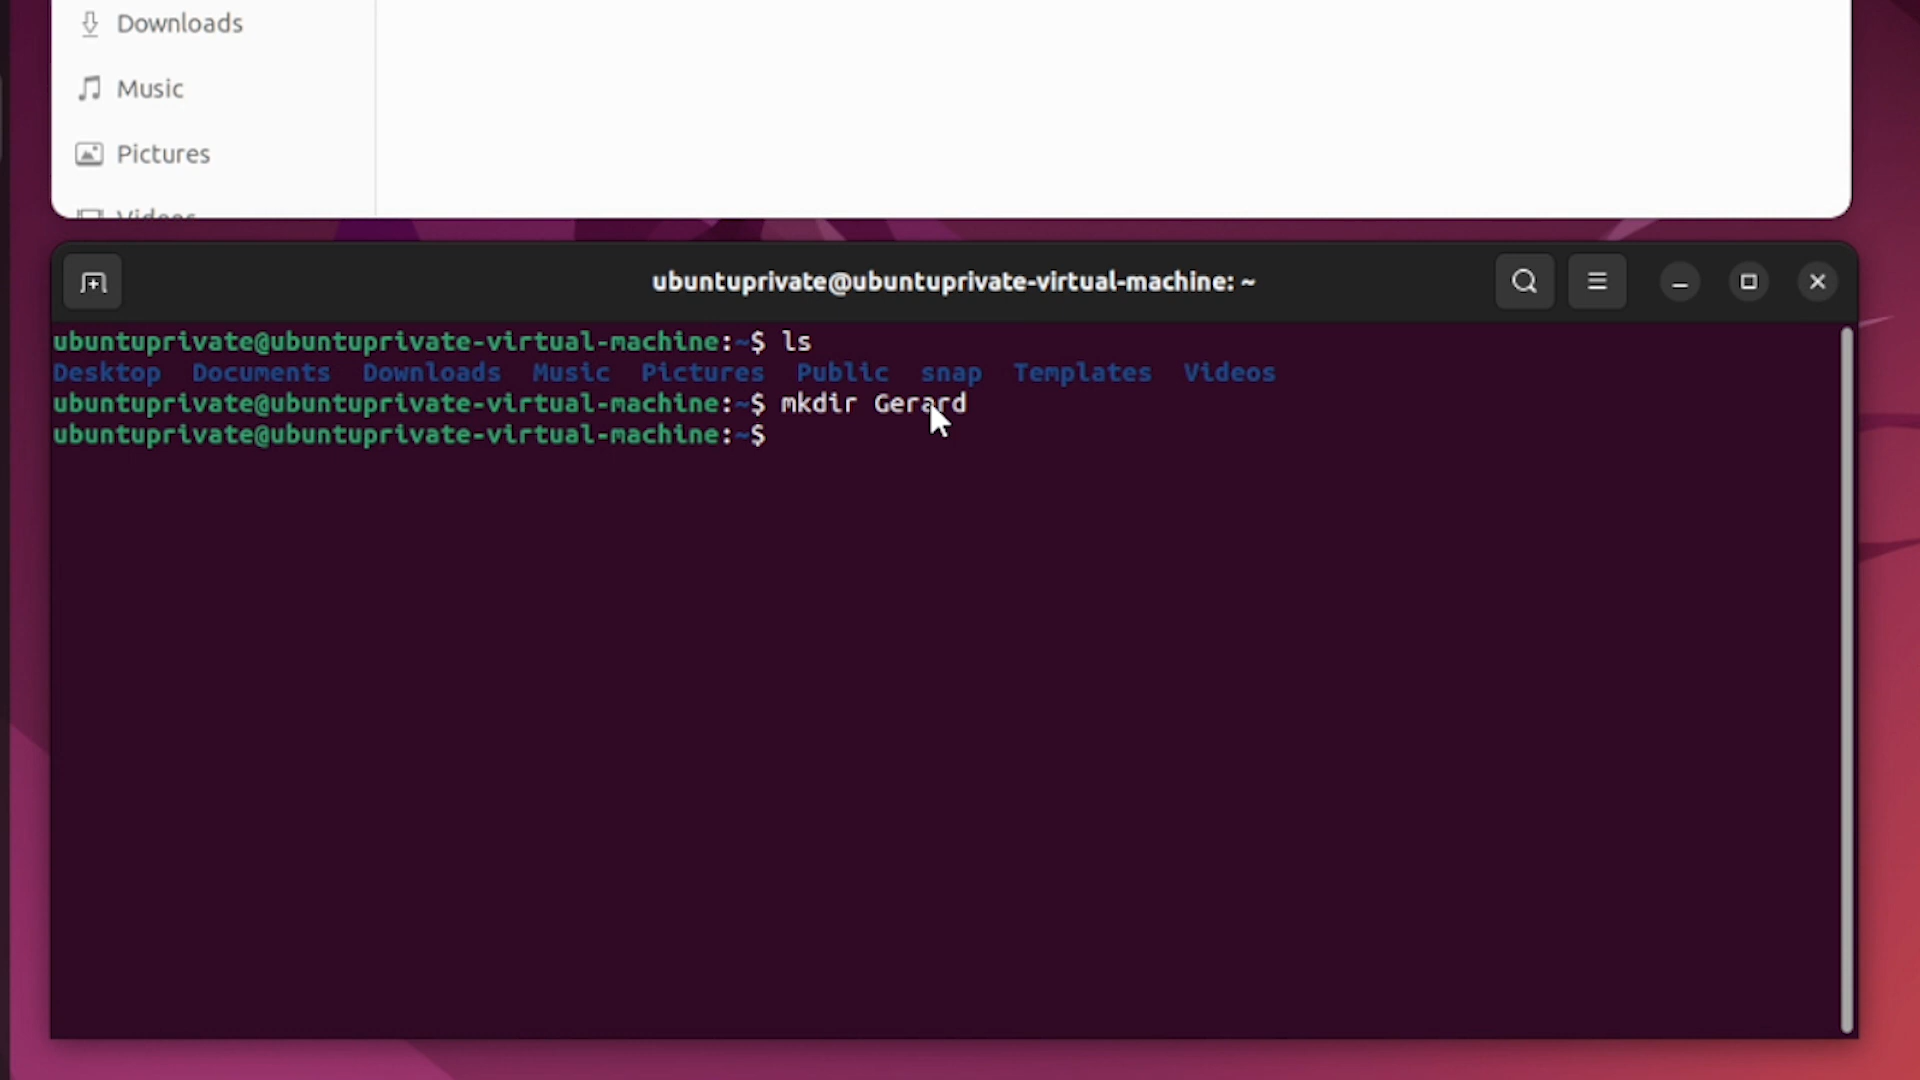 Downloads
Music
Pictures
Videos
ubuntuprivate@ubuntuprivate-virtual-machine: ~
ubuntuprivate@ubuntuprivate-virtual-machine:~$ ls
Desktop Documents Downloads Music Pictures Public snap Templates Videos
ubuntuprivate@ubuntuprivate-virtual-machine:~$ mkdir Gerard
ubuntuprivate@ubuntuprivate-virtual-machine:~$